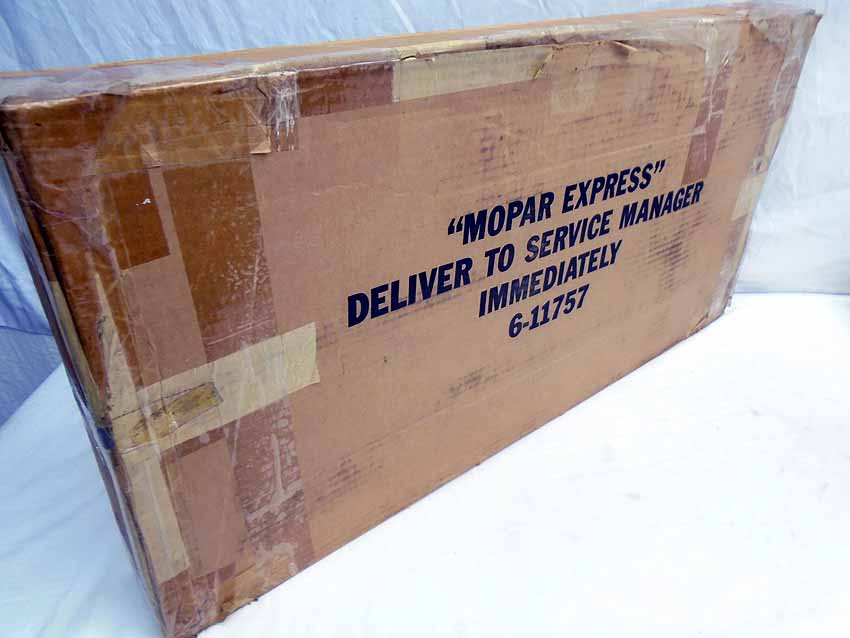 “MOPAR EXPRESS”
DELIVER TO SERVICE MANAGER
IMMEDIATELY
6-11757